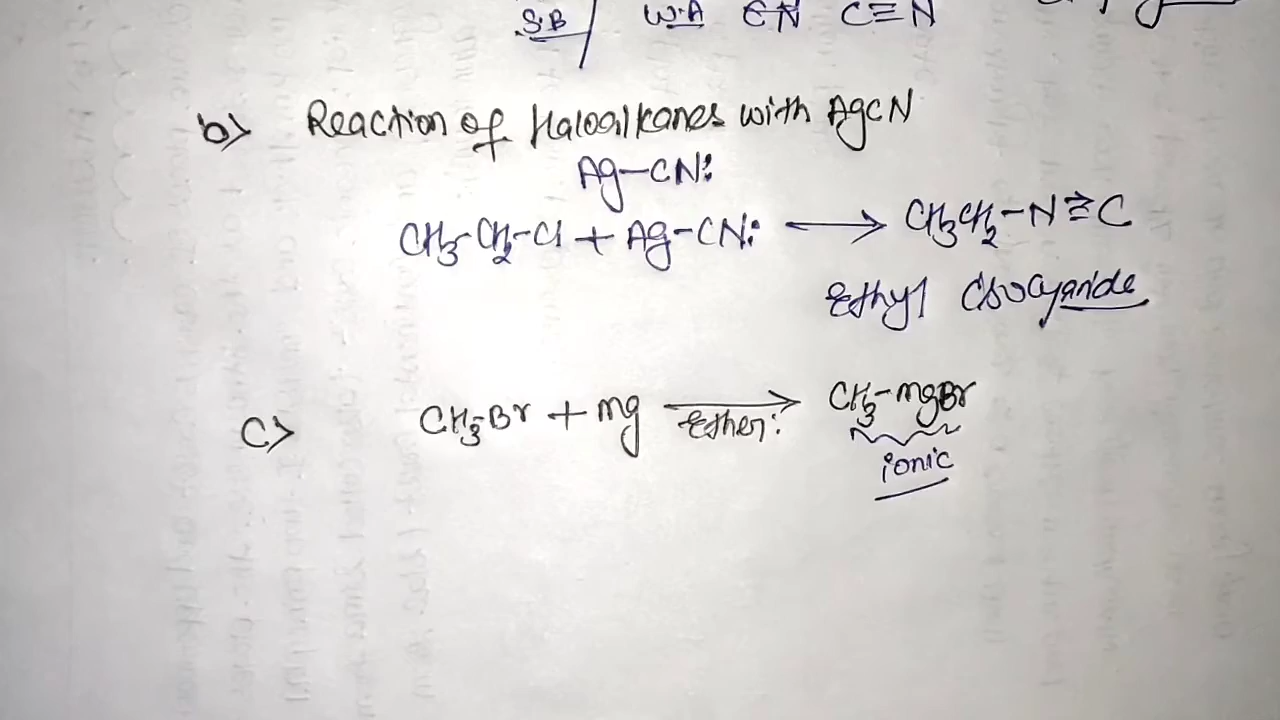 S.B / W.A C̄N C≡N
b> Reaction of Haloalkanes with AgCN
Ag-CN:
CH₃-CH₂-Cl + Ag-CN: ⟶ CH₃CH₂-N⩲C
Ethyl isocyanide
c> CH₃-Br + Mg ⟶ CH₃-MgBr
Ether:
ionic